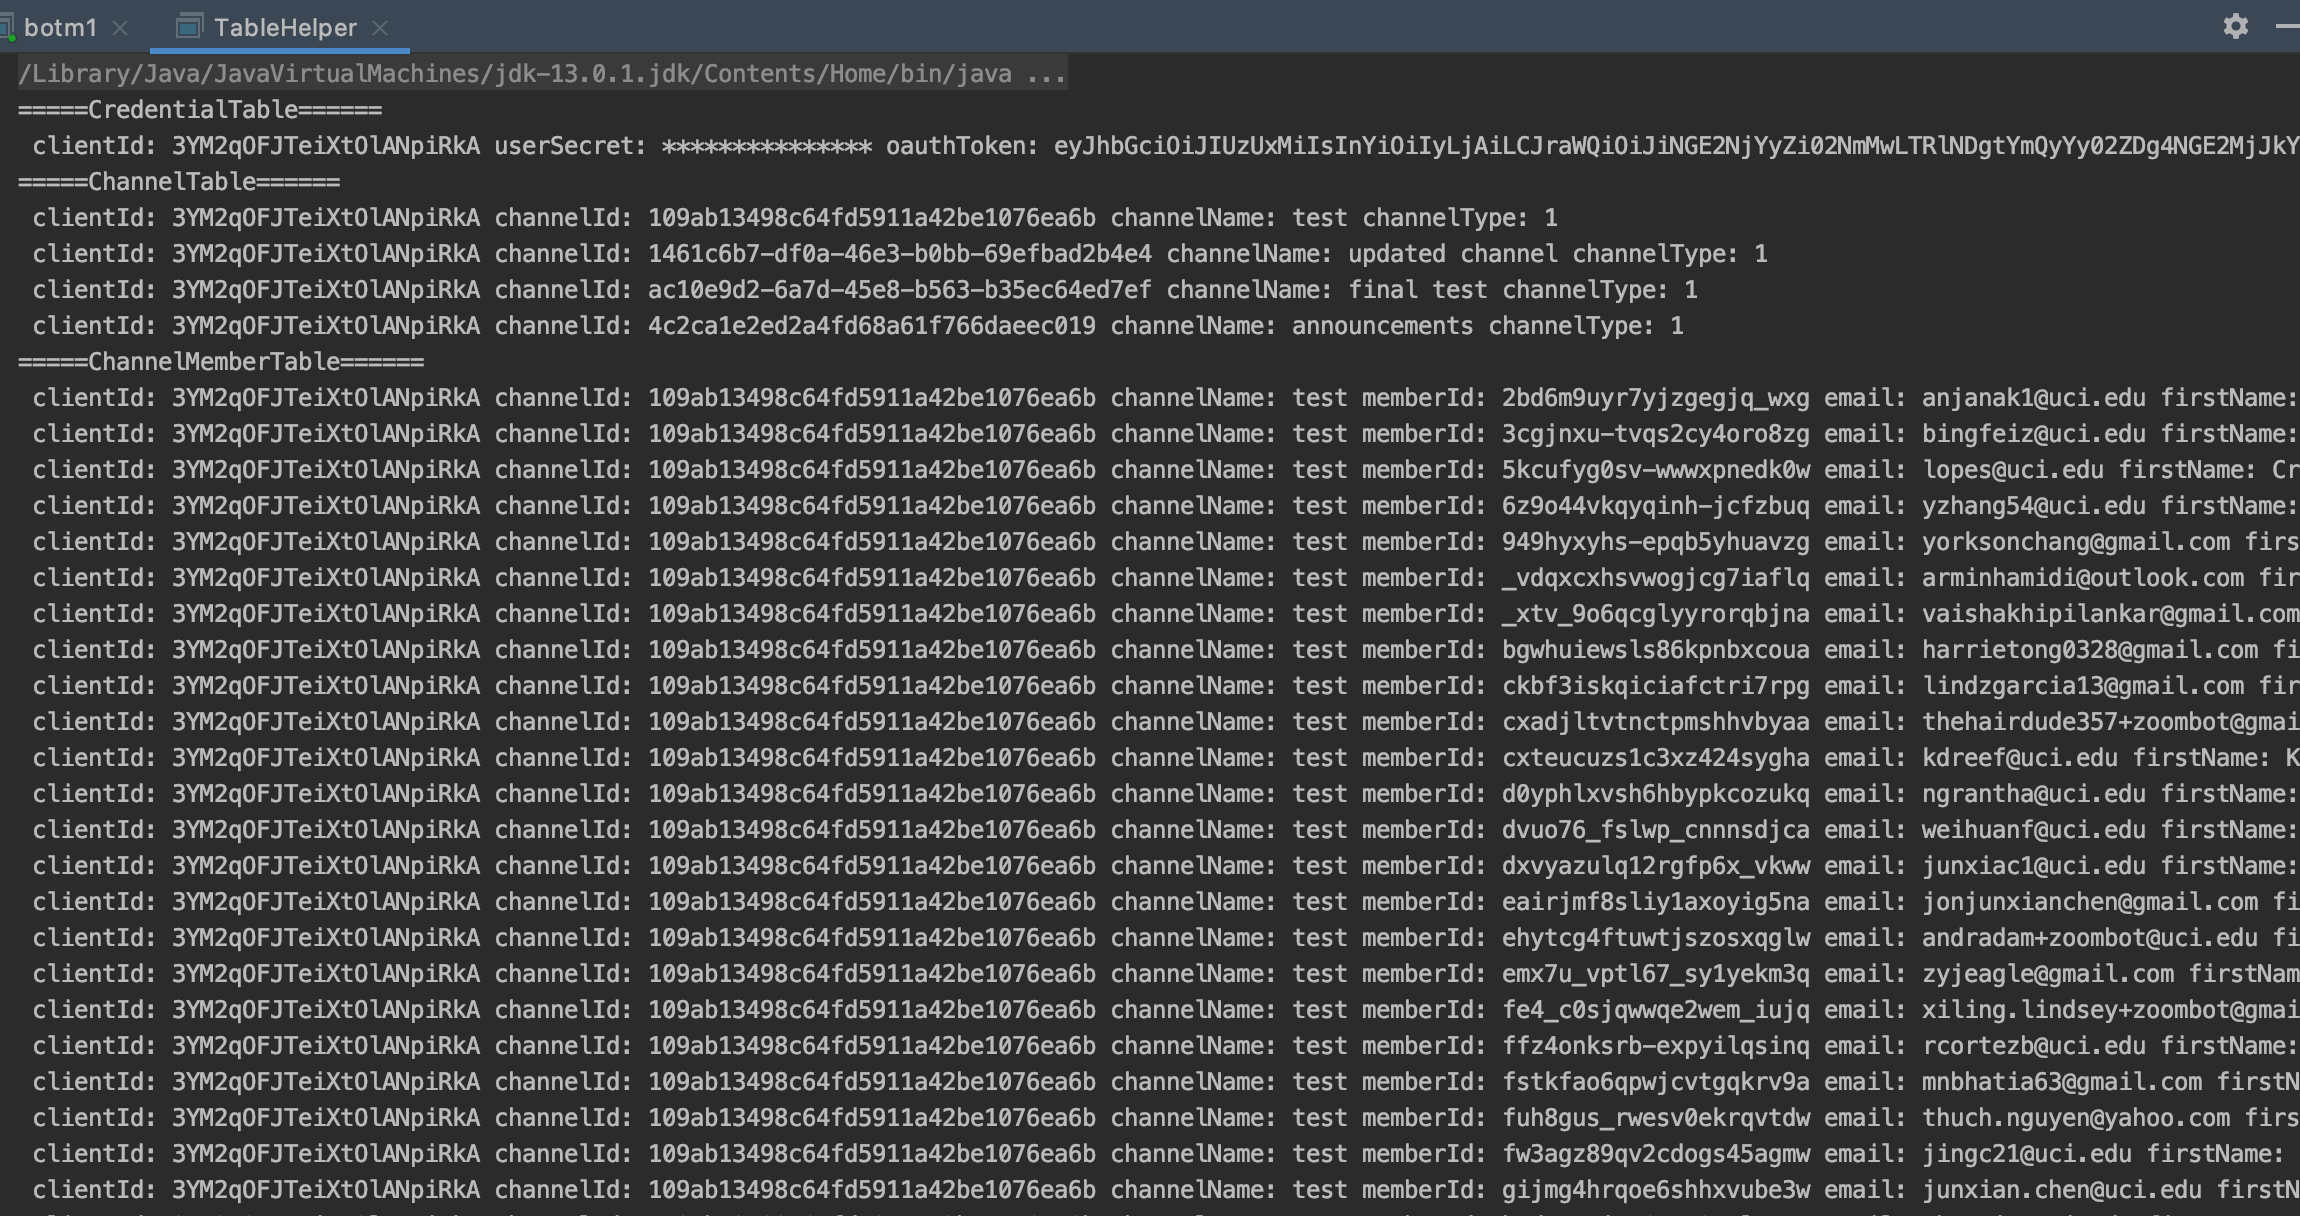 botm1 TableHelper
/Library/Java/JavaVirtualMachines/jdk-13.0.1.jdk/Contents/Home/bin/java ...
=====CredentialTable======
clientId: 3YM2qOFJTeiXtOlANpiRkA userSecret: *************** oauthToken: eyJhbGciOiJIUzUxMiIsInYiOiIyLjAiLCJraWQiOiJiNGE2NjYyZi02NmMwLTRlNDgtYmQyYy02ZDg4NGE2MjJkY
=====ChannelTable======
clientId: 3YM2qOFJTeiXtOlANpiRkA channelId: 109ab13498c64fd5911a42be1076ea6b channelName: test channelType: 1
clientId: 3YM2qOFJTeiXtOlANpiRkA channelId: 1461c6b7-df0a-46e3-b0bb-69efbad2b4e4 channelName: updated channel channelType: 1
clientId: 3YM2qOFJTeiXtOlANpiRkA channelId: ac10e9d2-6a7d-45e8-b563-b35ec64ed7ef channelName: final test channelType: 1
clientId: 3YM2qOFJTeiXtOlANpiRkA channelId: 4c2ca1e2ed2a4fd68a61f766daeec019 channelName: announcements channelType: 1
=====ChannelMemberTable======
clientId: 3YM2qOFJTeiXtOlANpiRkA channelId: 109ab13498c64fd5911a42be1076ea6b channelName: test memberId: 2bd6m9uyr7yjzgegjq_wxg email: anjanak1@uci.edu firstName:
clientId: 3YM2qOFJTeiXtOlANpiRkA channelId: 109ab13498c64fd5911a42be1076ea6b channelName: test memberId: 3cgjnxu-tvqs2cy4oro8zg email: bingfeiz@uci.edu firstName:
clientId: 3YM2qOFJTeiXtOlANpiRkA channelId: 109ab13498c64fd5911a42be1076ea6b channelName: test memberId: 5kcufyg0sv-wwwxpnedk0w email: lopes@uci.edu firstName: Cr
clientId: 3YM2qOFJTeiXtOlANpiRkA channelId: 109ab13498c64fd5911a42be1076ea6b channelName: test memberId: 6z9o44vkqyqinh-jcfzbuq email: yzhang54@uci.edu firstName:
clientId: 3YM2qOFJTeiXtOlANpiRkA channelId: 109ab13498c64fd5911a42be1076ea6b channelName: test memberId: 949hyxyhs-epqb5yhuavzg email: yorksonchang@gmail.com firs
clientId: 3YM2qOFJTeiXtOlANpiRkA channelId: 109ab13498c64fd5911a42be1076ea6b channelName: test memberId: _vdqxcxhsvwogjcg7iaflq email: arminhamidi@outlook.com fir
clientId: 3YM2qOFJTeiXtOlANpiRkA channelId: 109ab13498c64fd5911a42be1076ea6b channelName: test memberId: _xtv_9o6qcglyyrorqbjna email: vaishakhipilankar@gmail.com
clientId: 3YM2qOFJTeiXtOlANpiRkA channelId: 109ab13498c64fd5911a42be1076ea6b channelName: test memberId: bgwhuiewsls86kpnbxcoua email: harrietong0328@gmail.com fi
clientId: 3YM2qOFJTeiXtOlANpiRkA channelId: 109ab13498c64fd5911a42be1076ea6b channelName: test memberId: ckbf3iskqiciafctri7rpg email: lindzgarcia13@gmail.com fir
clientId: 3YM2qOFJTeiXtOlANpiRkA channelId: 109ab13498c64fd5911a42be1076ea6b channelName: test memberId: cxadjltvtnctpmshhvbyaa email: thehairdude357+zoombot@gmai
clientId: 3YM2qOFJTeiXtOlANpiRkA channelId: 109ab13498c64fd5911a42be1076ea6b channelName: test memberId: cxteucuzs1c3xz424sygha email: kdreef@uci.edu firstName: K
clientId: 3YM2qOFJTeiXtOlANpiRkA channelId: 109ab13498c64fd5911a42be1076ea6b channelName: test memberId: d0yphlxvsh6hbypkcozukq email: ngrantha@uci.edu firstName:
clientId: 3YM2qOFJTeiXtOlANpiRkA channelId: 109ab13498c64fd5911a42be1076ea6b channelName: test memberId: dvuo76_fslwp_cnnnsdjca email: weihuanf@uci.edu firstName:
clientId: 3YM2qOFJTeiXtOlANpiRkA channelId: 109ab13498c64fd5911a42be1076ea6b channelName: test memberId: dxvyazulq12rgfp6x_vkww email: junxiac1@uci.edu firstName:
clientId: 3YM2qOFJTeiXtOlANpiRkA channelId: 109ab13498c64fd5911a42be1076ea6b channelName: test memberId: eairjmf8sliy1axoyig5na email: jonjunxianchen@gmail.com fi
clientId: 3YM2qOFJTeiXtOlANpiRkA channelId: 109ab13498c64fd5911a42be1076ea6b channelName: test memberId: ehytcg4ftuwtjszosxqglw email: andradam+zoombot@uci.edu fi
clientId: 3YM2qOFJTeiXtOlANpiRkA channelId: 109ab13498c64fd5911a42be1076ea6b channelName: test memberId: emx7u_vptl67_sy1yekm3q email: zyjeagle@gmail.com firstNam
clientId: 3YM2qOFJTeiXtOlANpiRkA channelId: 109ab13498c64fd5911a42be1076ea6b channelName: test memberId: fe4_c0sjqwwqe2wem_iujq email: xiling.lindsey+zoombot@gmai
clientId: 3YM2qOFJTeiXtOlANpiRkA channelId: 109ab13498c64fd5911a42be1076ea6b channelName: test memberId: ffz4onksrb-expyilqsinq email: rcortezb@uci.edu firstName:
clientId: 3YM2qOFJTeiXtOlANpiRkA channelId: 109ab13498c64fd5911a42be1076ea6b channelName: test memberId: fstkfao6qpwjcvtgqkrv9a email: mnbhatia63@gmail.com firstN
clientId: 3YM2qOFJTeiXtOlANpiRkA channelId: 109ab13498c64fd5911a42be1076ea6b channelName: test memberId: fuh8gus_rwesv0ekrqvtdw email: thuch.nguyen@yahoo.com firs
clientId: 3YM2qOFJTeiXtOlANpiRkA channelId: 109ab13498c64fd5911a42be1076ea6b channelName: test memberId: fw3agz89qv2cdogs45agmw email: jingc21@uci.edu firstName:
clientId: 3YM2qOFJTeiXtOlANpiRkA channelId: 109ab13498c64fd5911a42be1076ea6b channelName: test memberId: gijmg4hrqoe6shhxvube3w email: junxian.chen@uci.edu firstN